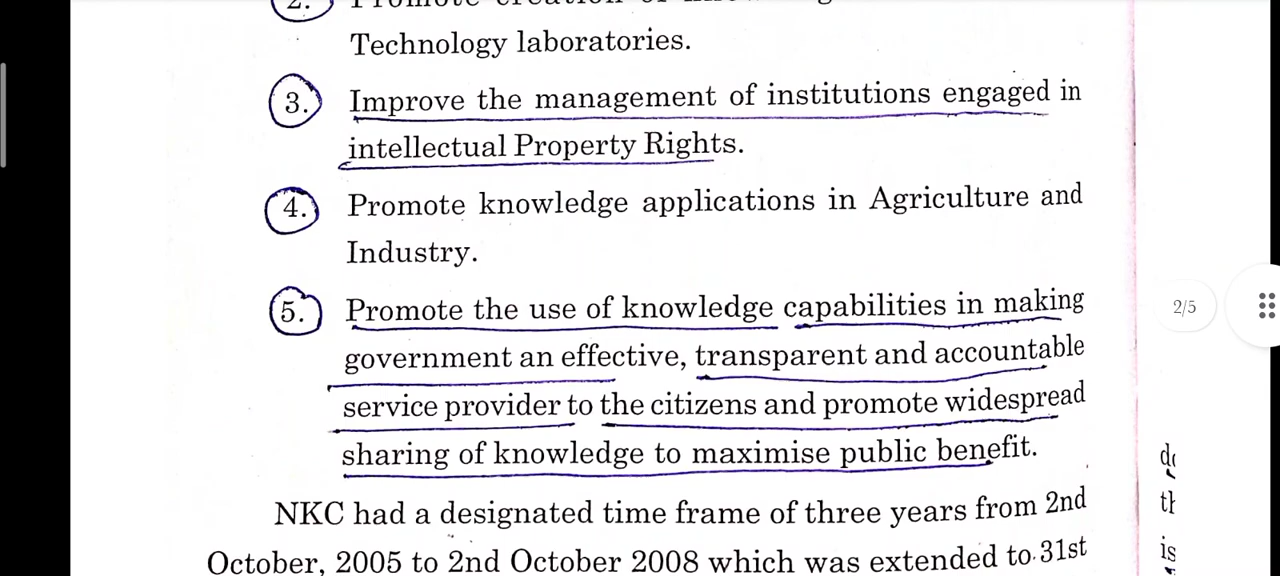 2.
Technology laboratories.
3. Improve the management of institutions engaged in
intellectual Property Rights.
4. Promote knowledge applications in Agriculture and
Industry.
5. Promote the use of knowledge capabilities in making
government an effective, transparent and accountable
service provider to the citizens and promote widespread
sharing of knowledge to maximise public benefit.
NKC had a designated time frame of three years from 2nd
October, 2005 to 2nd October 2008 which was extended to 31st
2/5
is